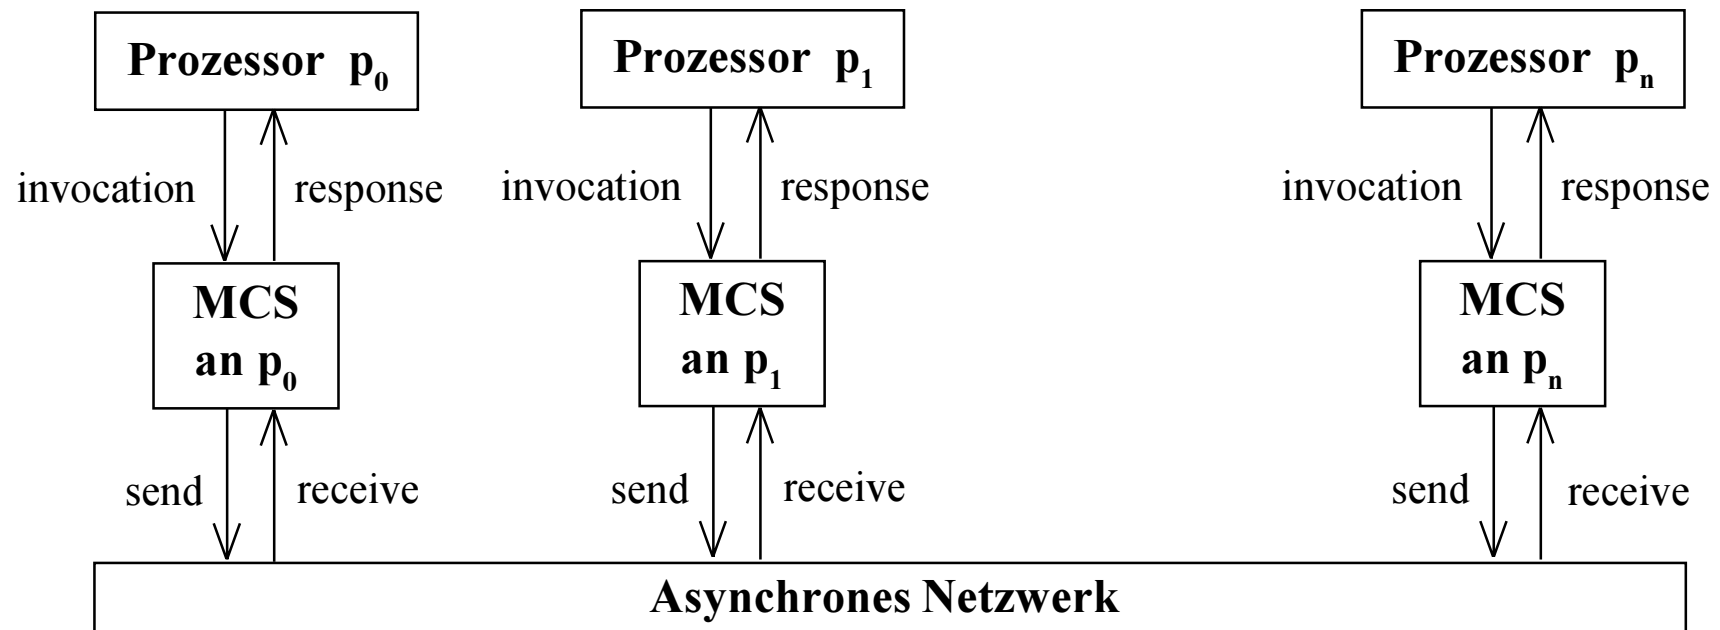 Prozessor p0
Prozessor p1
Prozessor pn
invocation
response
invocation
response
invocation
response
MCS
an p0
MCS
an p1
MCS
an pn
send
receive
send
receive
send
receive
Asynchrones Netzwerk